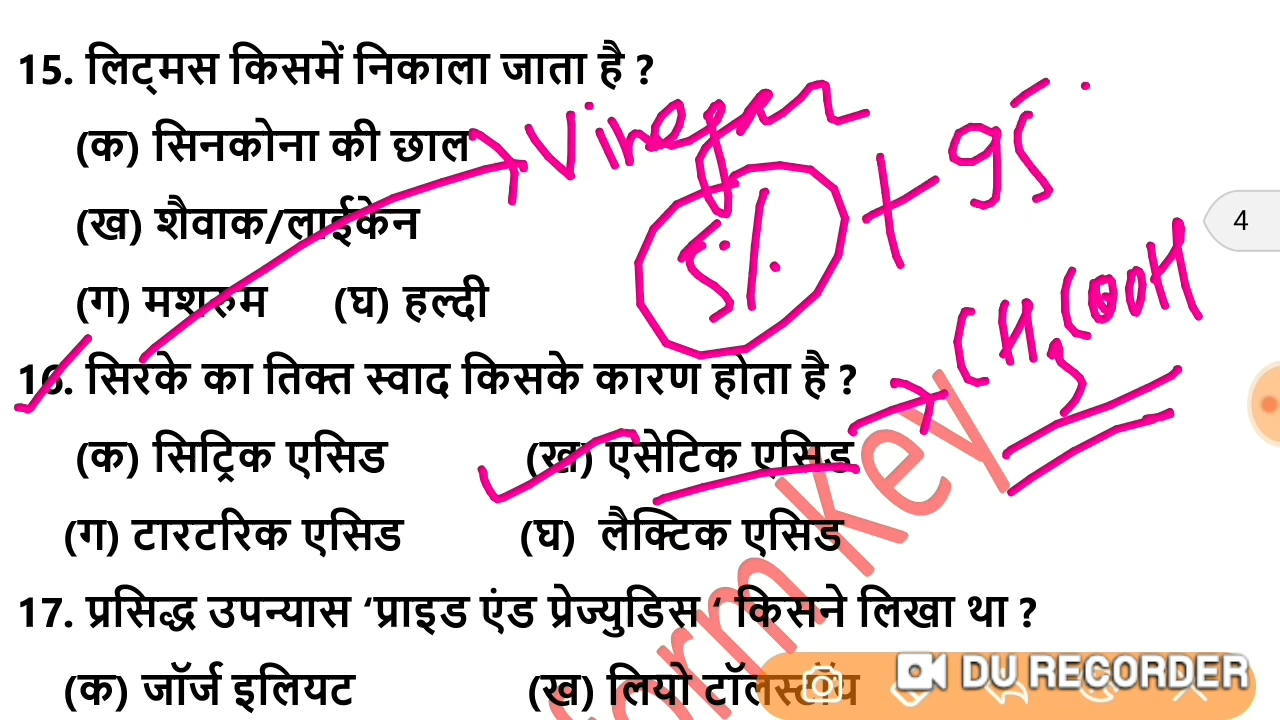 15. लिट्मस किसमें निकाला जाता है ?
(क) सिनकोना की छाल
Vinegar
(ख) शैवाक/लाईकेन
5% + 95
4
(ग) मशरुम (घ) हल्दी
CH3COOH
16. सिरके का तिक्त स्वाद किसके कारण होता है ?
(क) सिट्रिक एसिड (ख) एसेटिक एसिड
(ग) टारटरिक एसिड (घ) लैक्टिक एसिड
17. प्रसिद्ध उपन्यास ‘प्राइड एंड प्रेज्युडिस ‘ किसने लिखा था ?
(क) जॉर्ज इलियट (ख) लियो टॉलस्टॉय
DU RECORDER
Key